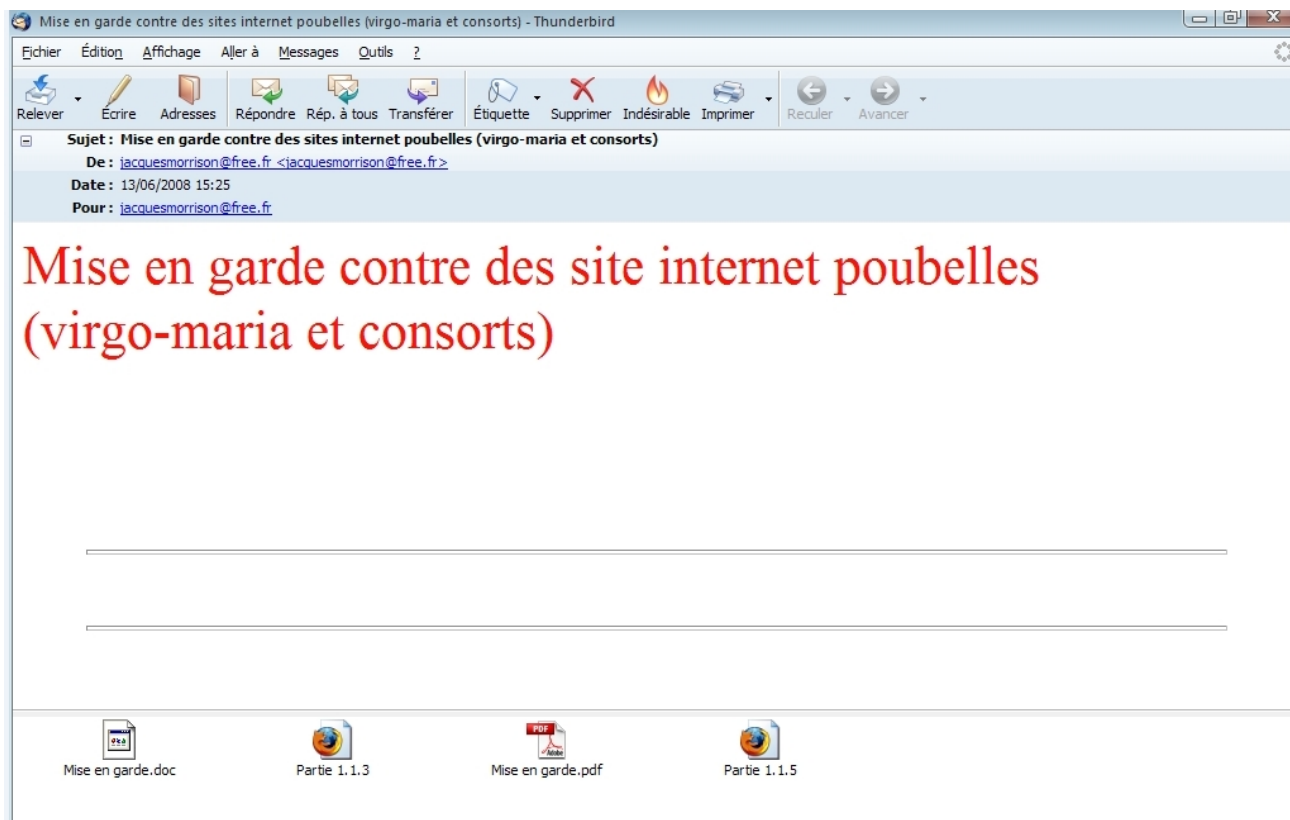 Mise en garde contre des sites internet poubelles (virgo-maria et consorts) - Thunderbird
Fichier Édition Affichage Aller à Messages Outils ?
Relever Écrire Adresses Répondre Rép. à tous Transférer Étiquette Supprimer Indésirable Imprimer Reculer Avancer
Sujet : Mise en garde contre des sites internet poubelles (virgo-maria et consorts)
De : jacquesmorrison@free.fr <jacquesmorrison@free.fr>
Date : 13/06/2008 15:25
Pour : jacquesmorrison@free.fr
Mise en garde contre des site internet poubelles
(virgo-maria et consorts)
PDF
Adobe
Mise en garde.doc Partie 1.1.3 Mise en garde.pdf Partie 1.1.5